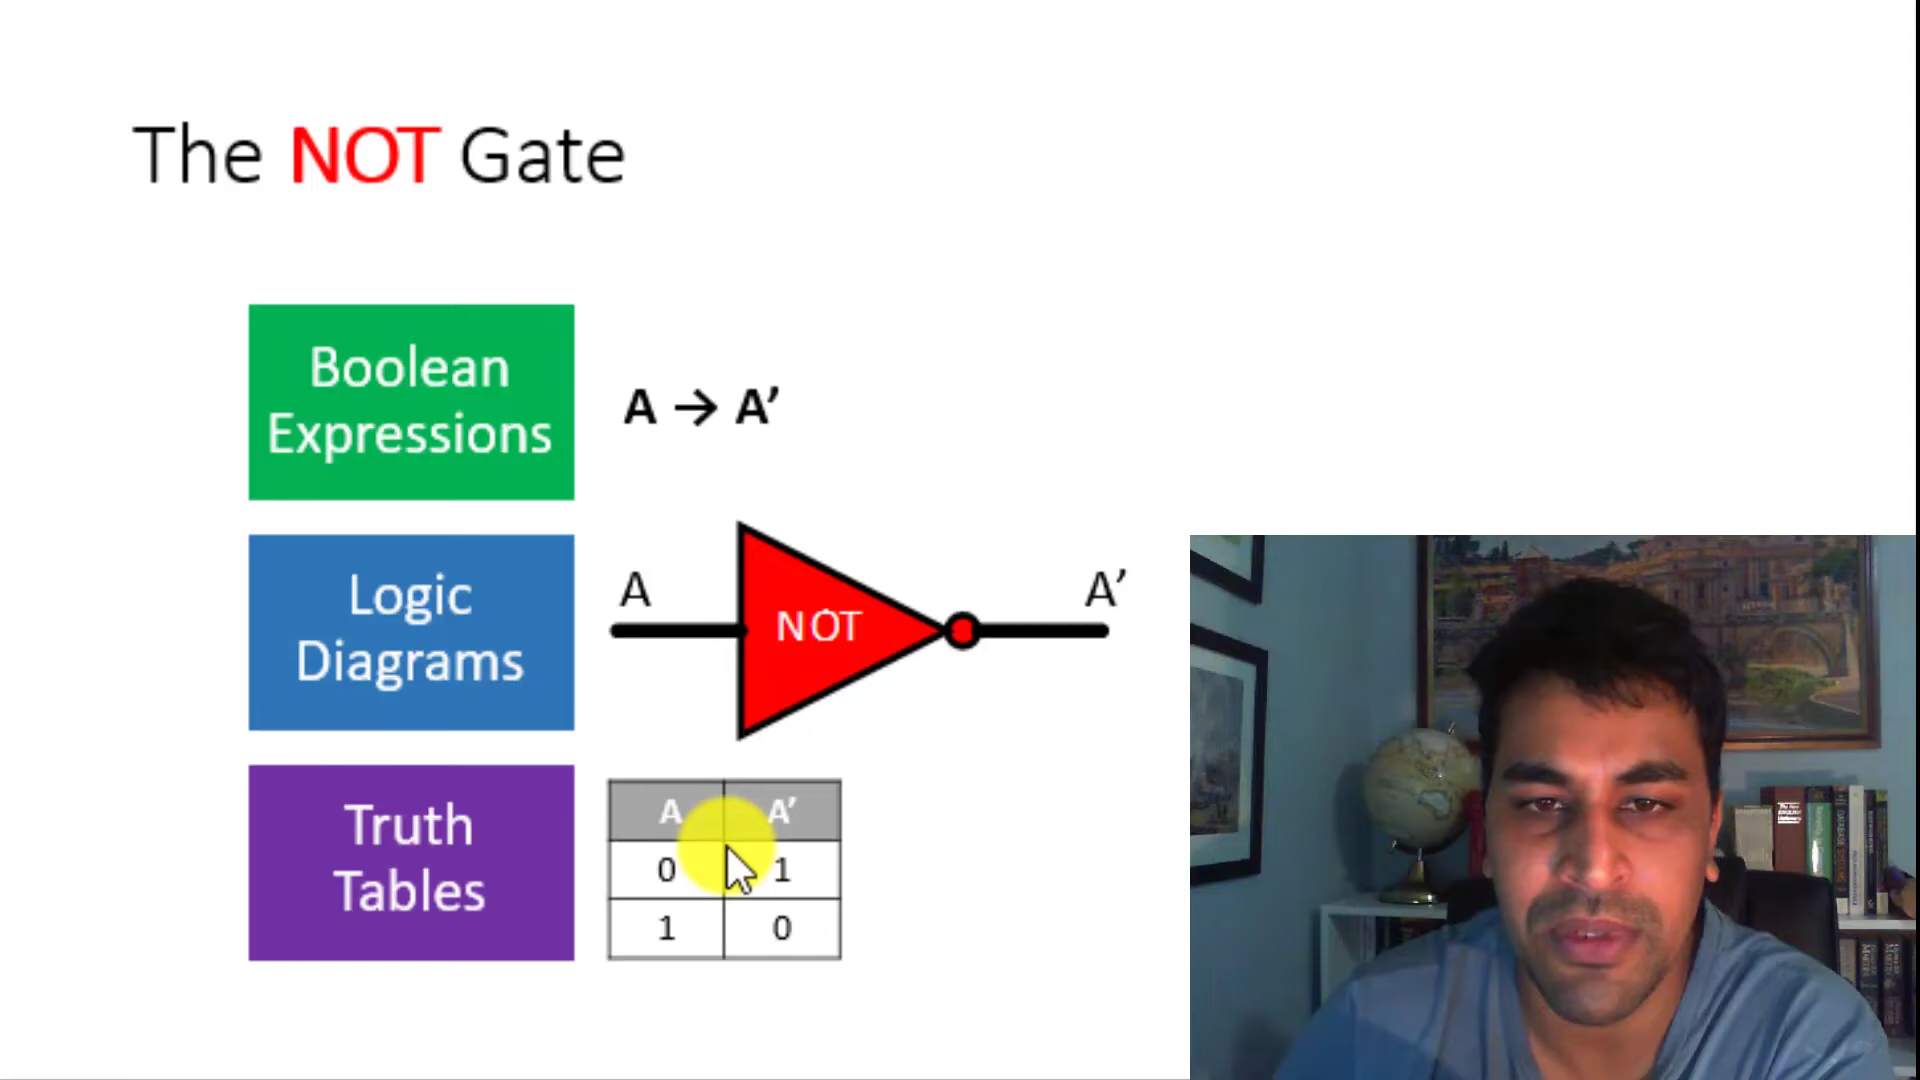 The NOT Gate
Boolean
Expressions
A → A’
Logic
Diagrams
A
NOT
A’
Truth
Tables
A A’
0 1
1 0